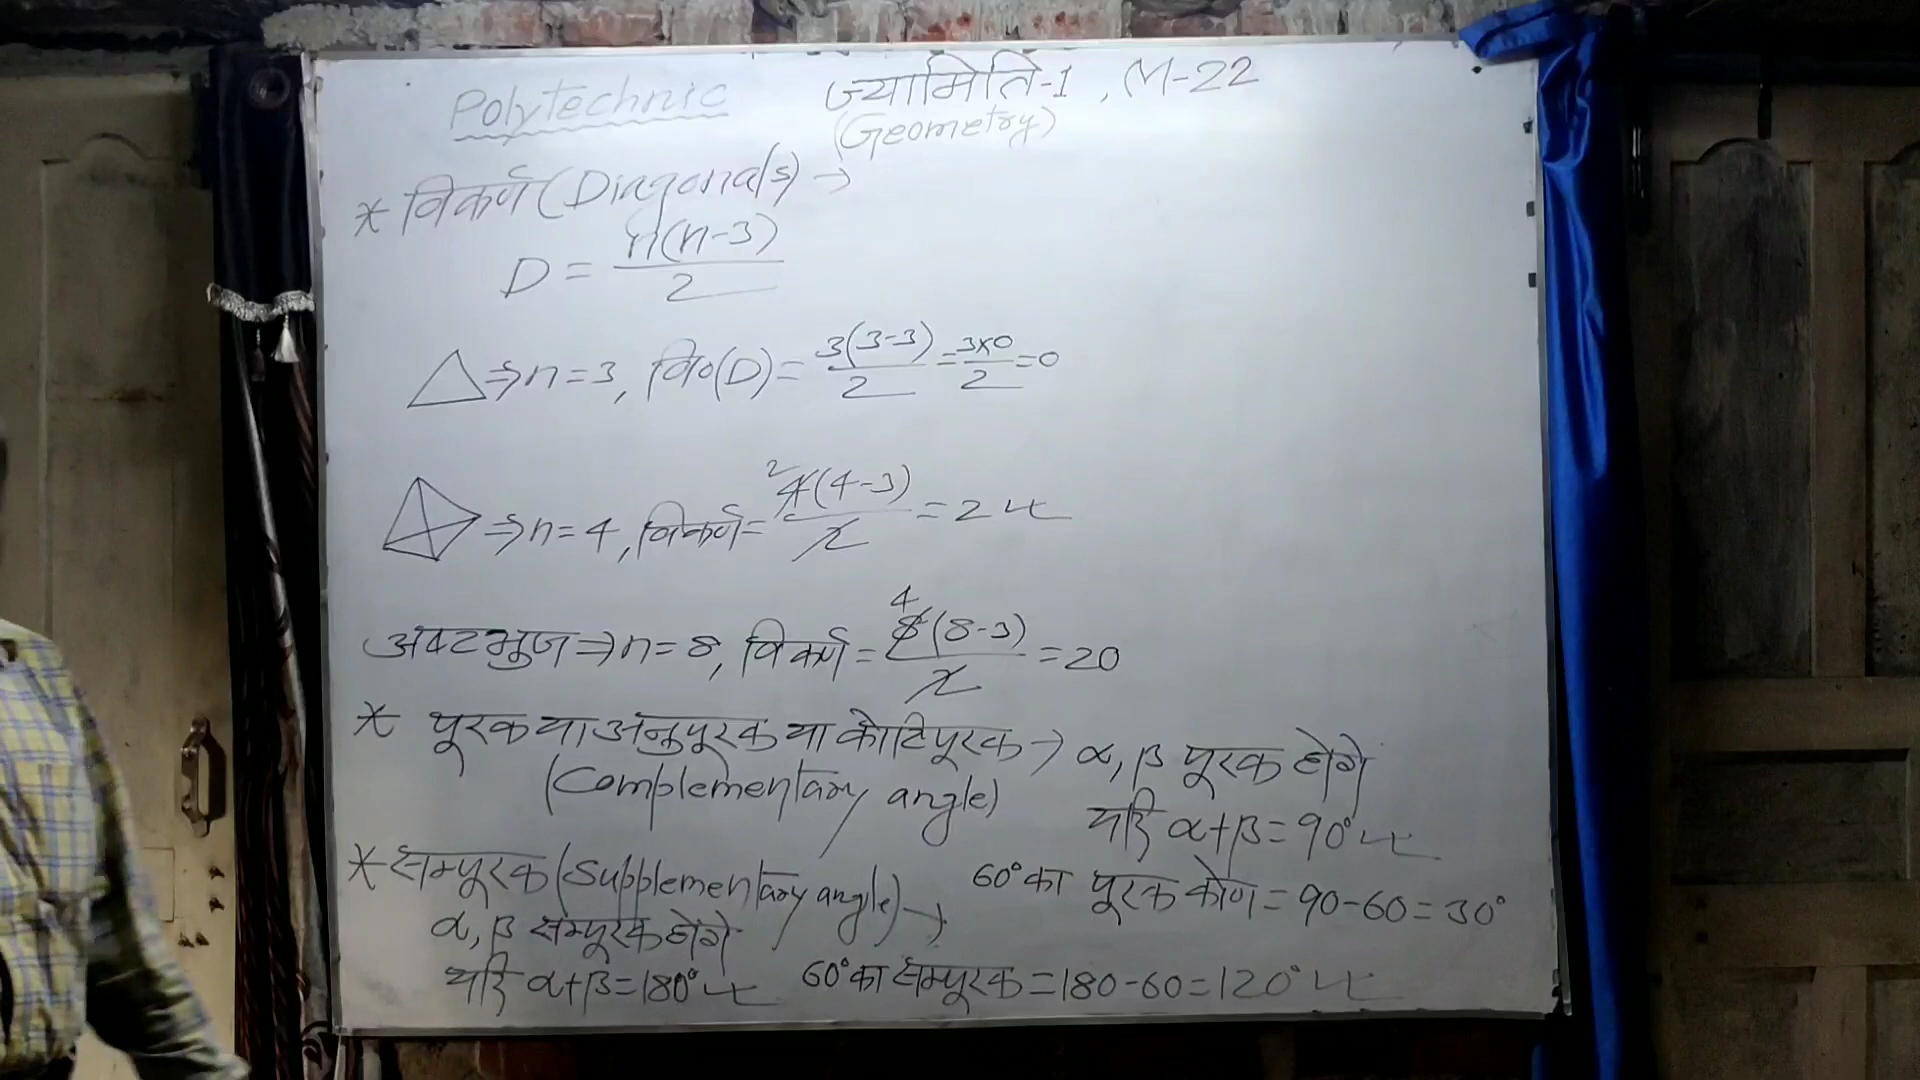 Polytechnic ज्यामिति-1, M-22
(Geometry)
* विकर्ण (Diagonals) →
D = n(n-3)/2
△ ⇒ n = 3, वि०(D) = 3(3-3)/2 = 3×0/2 = 0
⇒ n = 4, विकर्ण = 4(4-3)/2 = 2
अष्टभुज ⇒ n = 8, विकर्ण = 8(8-3)/2 = 20
* पूरक या अनुपूरक या कोटिपूरक → α, β पूरक होंगे
(Complementary angle) यदि α+β = 90°
* सम्पूरक (Supplementary angle) → 60° का पूरक कोण = 90-60 = 30°
α, β सम्पूरक होंगे
यदि α+β = 180° 60° का सम्पूरक = 180-60 = 120°